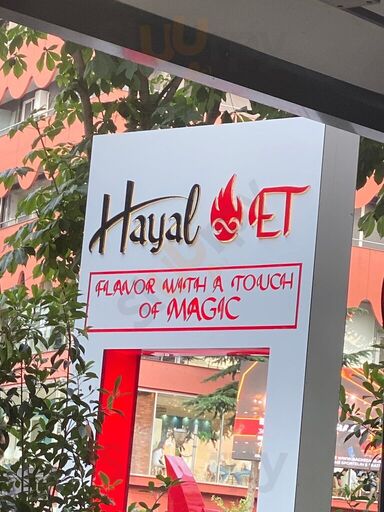 Hayal ET
FLAVOR WITH A TOUCH
OF MAGIC